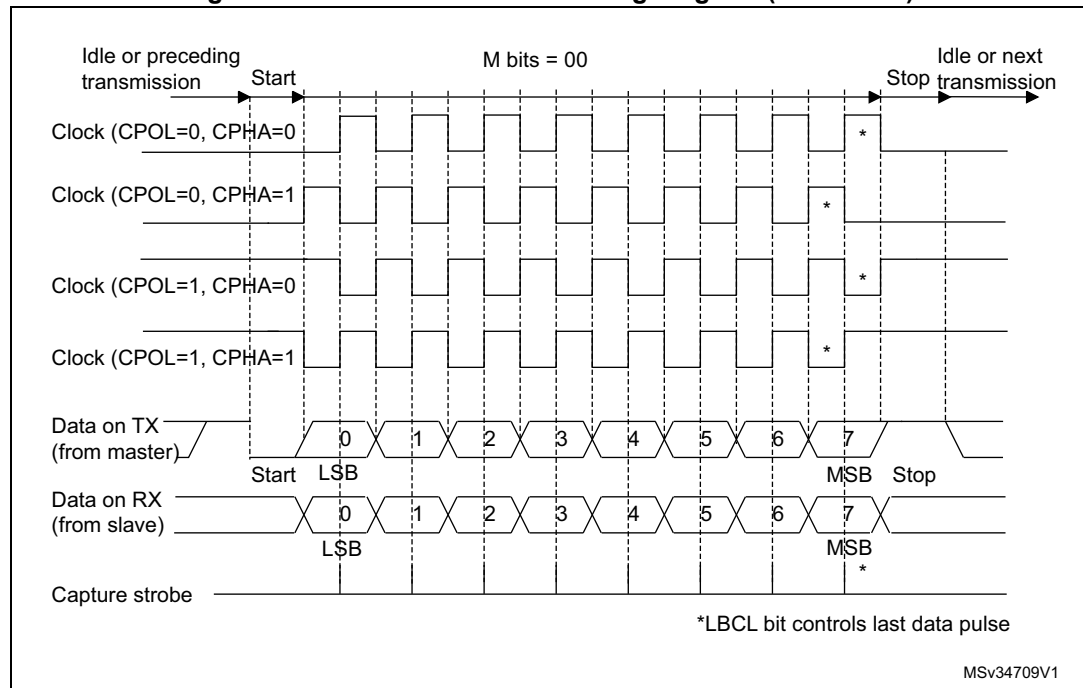 Idle or preceding transmission
Start
M bits = 00
Stop
Idle or next transmission
Clock (CPOL=0, CPHA=0
*
Clock (CPOL=0, CPHA=1
*
Clock (CPOL=1, CPHA=0
*
Clock (CPOL=1, CPHA=1
*
Data on TX
(from master)
0 1 2 3 4 5 6 7
Start LSB MSB Stop
Data on RX
(from slave)
0 1 2 3 4 5 6 7
LSB MSB
*
Capture strobe
*LBCL bit controls last data pulse
MSv34709V1